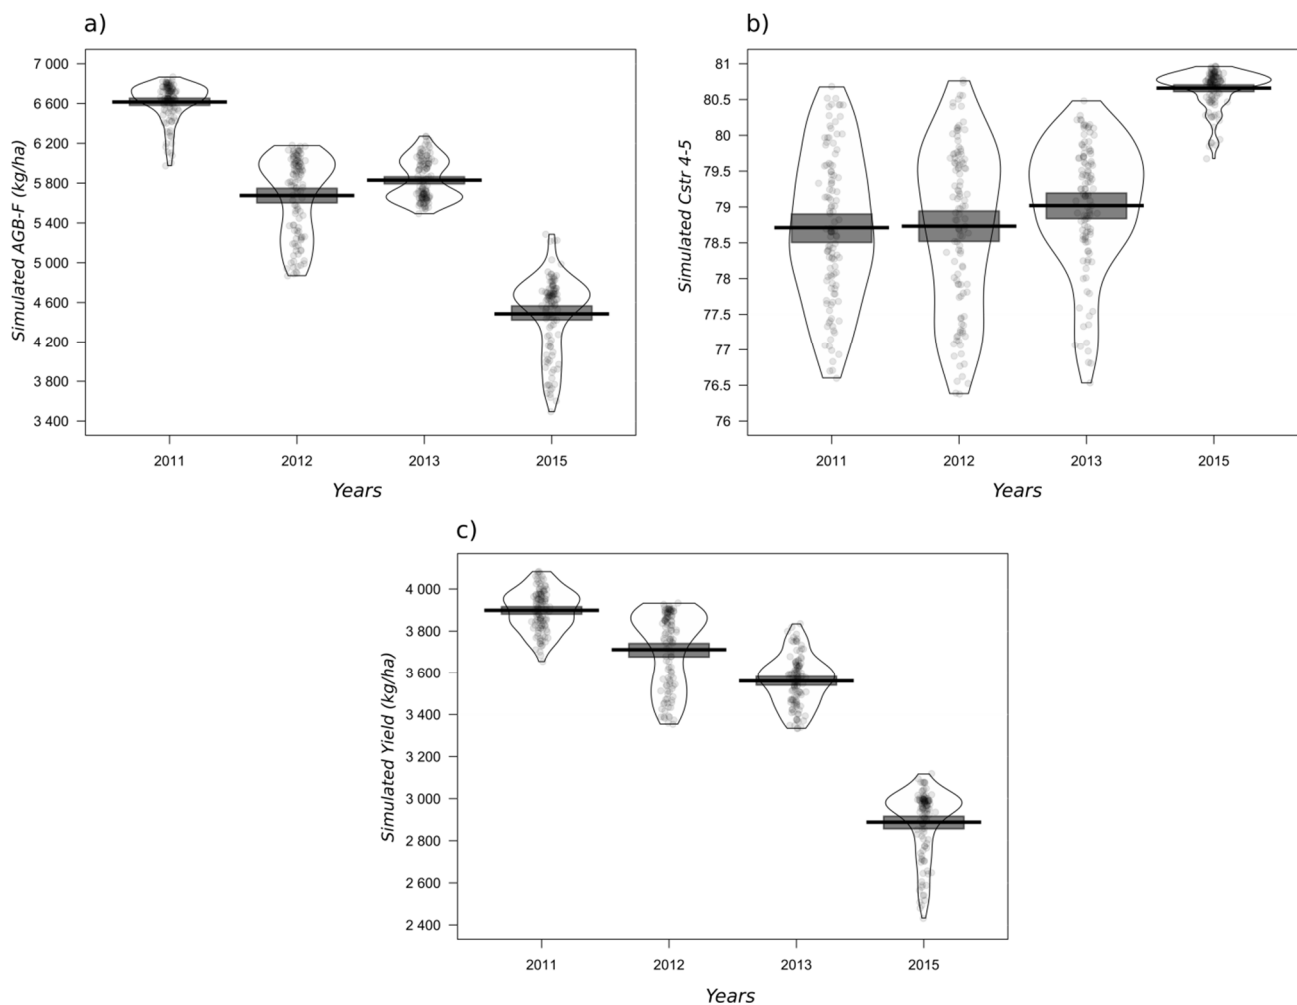 a)
Simulated AGB-F (kg/ha)
7 000
6 600
6 200
5 800
5 400
5 000
4 600
4 200
3 800
3 400
2011 2012 2013 2015
Years
b)
Simulated Cstr 4-5
81
80.5
80
79.5
79
78.5
78
77.5
77
76.5
76
2011 2012 2013 2015
Years
c)
Simulated Yield (kg/ha)
4 000
3 800
3 600
3 400
3 200
3 000
2 800
2 600
2 400
2011 2012 2013 2015
Years